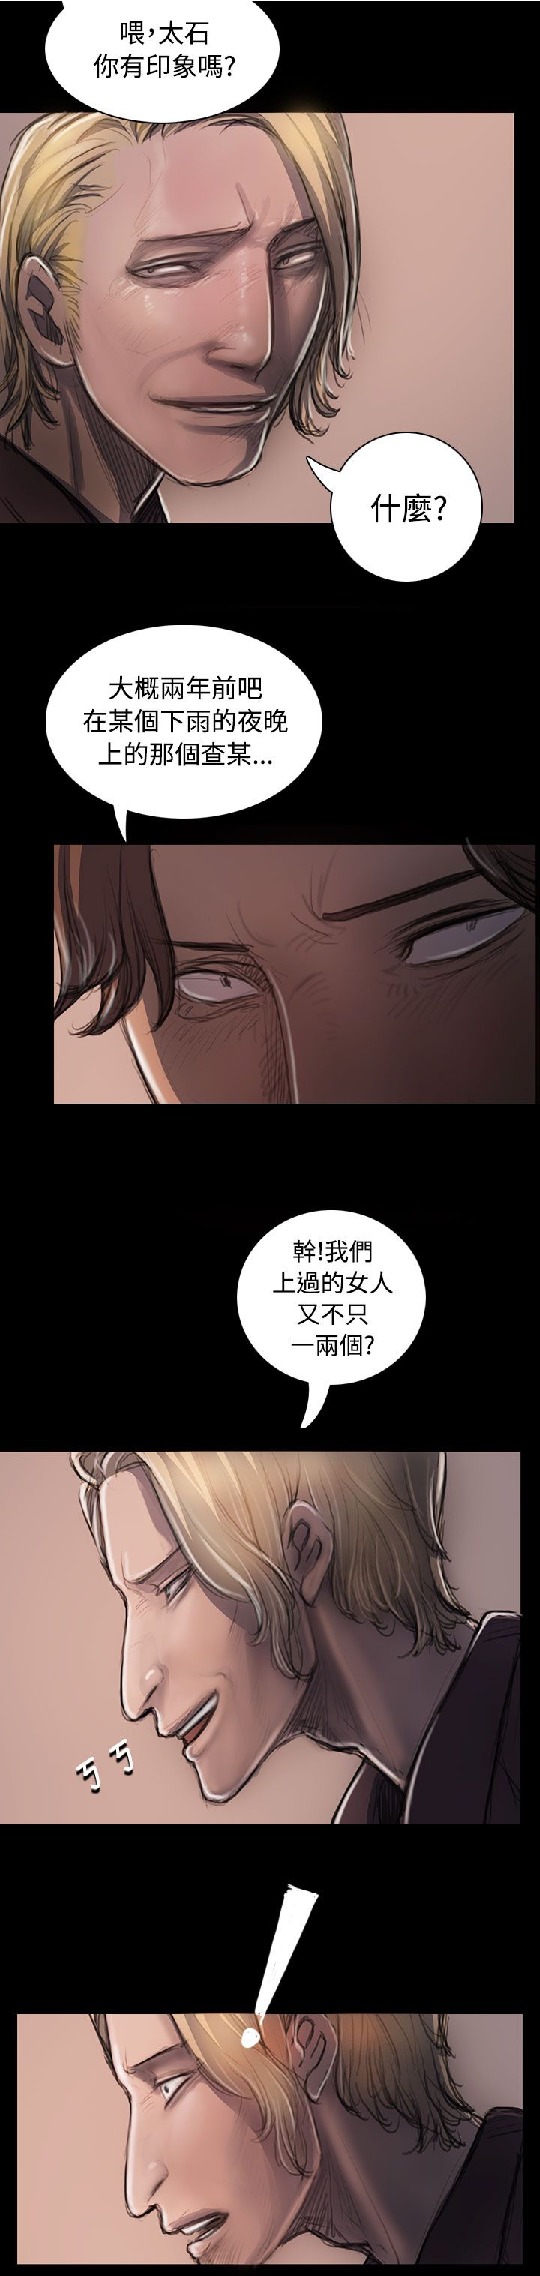 喂，太石
你有印象嗎？
什麼？
大概兩年前吧
在某個下雨的夜晚
上的那個查某...
幹！我們
上過的女人
又不只
一兩個？
ㄎㄎ
！